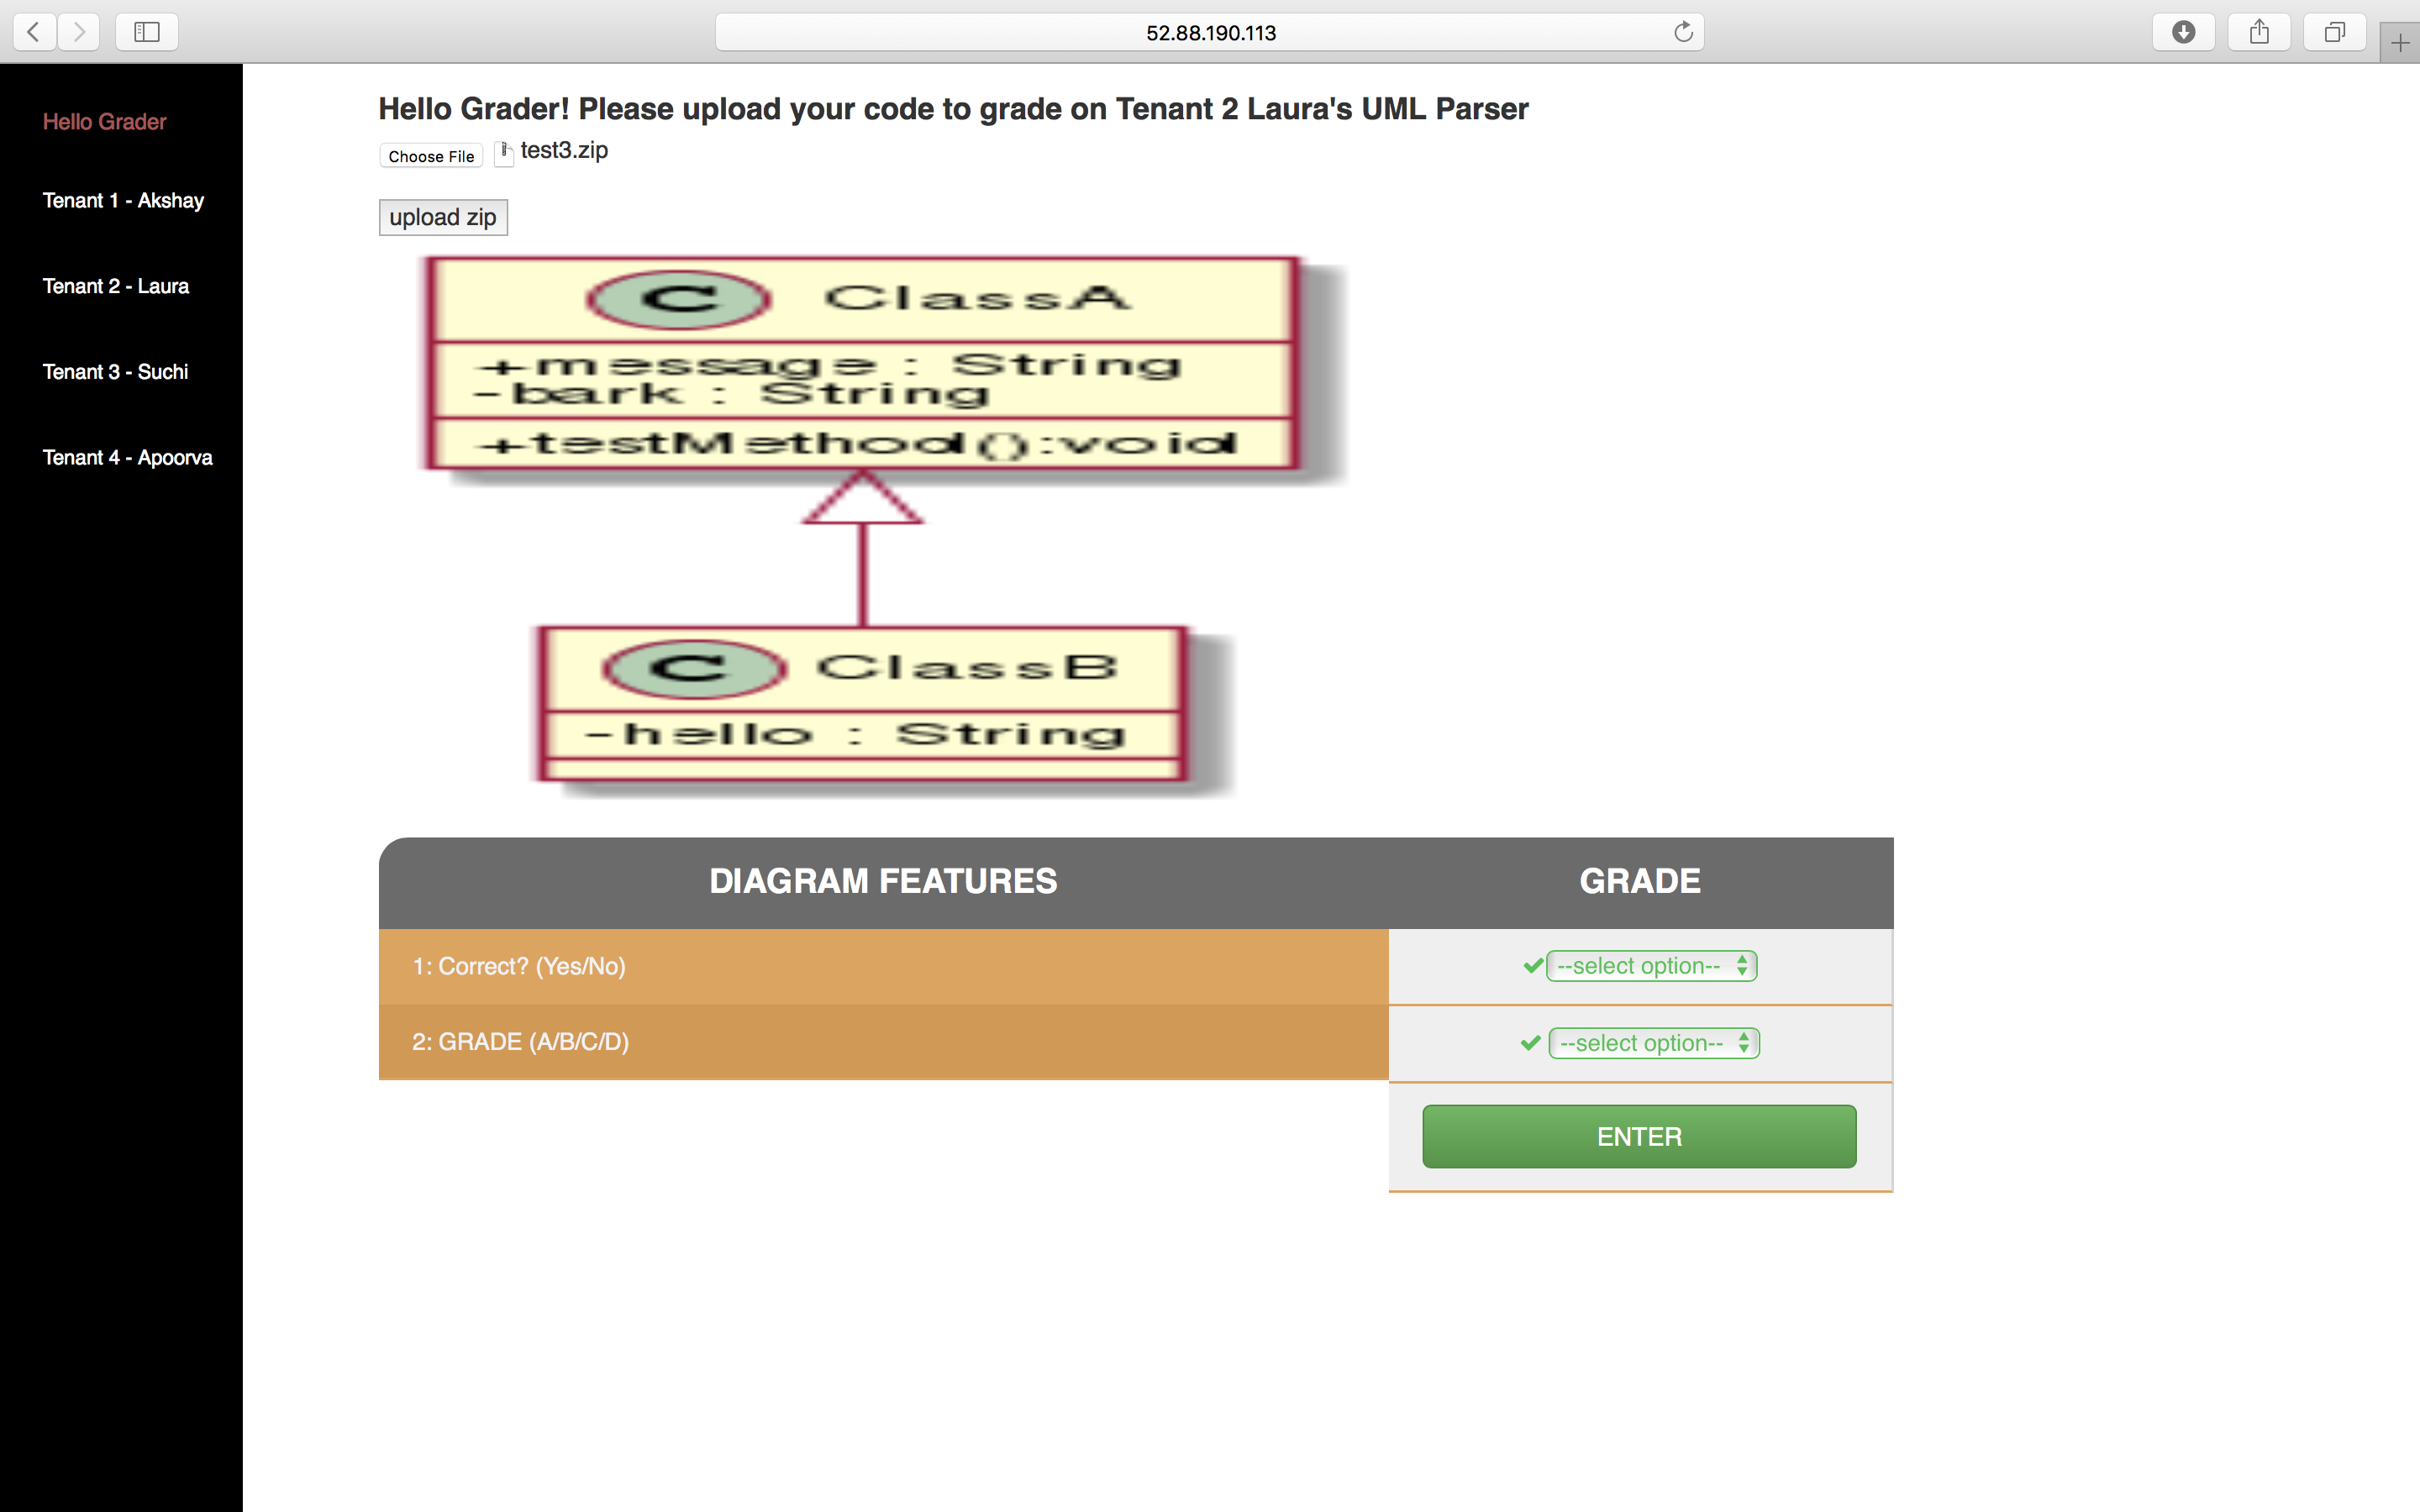 52.88.190.113
Hello Grader
Tenant 1 - Akshay
Tenant 2 - Laura
Tenant 3 - Suchi
Tenant 4 - Apoorva
Hello Grader! Please upload your code to grade on Tenant 2 Laura's UML Parser
Choose File test3.zip
upload zip
C ClassA
+message : String
-bark : String
+testMethod():void
C ClassB
-hello : String
DIAGRAM FEATURES GRADE
1: Correct? (Yes/No) --select option--
2: GRADE (A/B/C/D) --select option--
ENTER